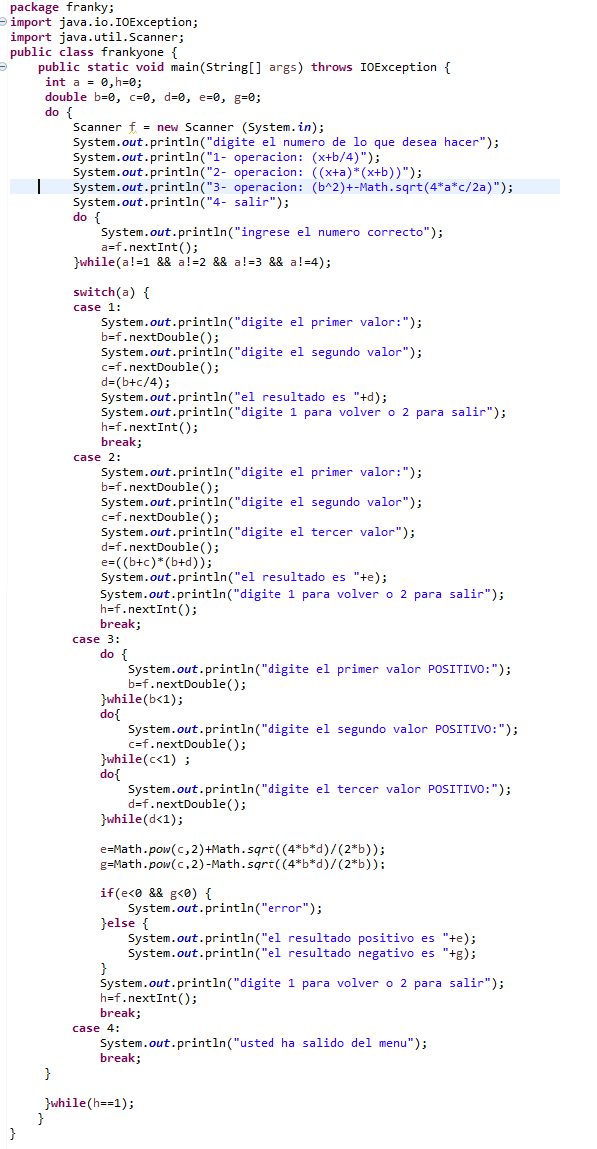 package franky;
import java.io.IOException;
import java.util.Scanner;
public class frankyone {
    public static void main(String[] args) throws IOException {
     int a = 0,h=0;
     double b=0, c=0, d=0, e=0, g=0;
     do {
         Scanner f = new Scanner (System.in);
         System.out.println("digite el numero de lo que desea hacer");
         System.out.println("1- operacion: (x+b/4)");
         System.out.println("2- operacion: ((x+a)*(x+b))");
         System.out.println("3- operacion: (b^2)+-Math.sqrt(4*a*c/2a)");
         System.out.println("4- salir");
         do {
             System.out.println("ingrese el numero correcto");
             a=f.nextInt();
         }while(a!=1 && a!=2 && a!=3 && a!=4);

         switch(a) {
         case 1:
             System.out.println("digite el primer valor:");
             b=f.nextDouble();
             System.out.println("digite el segundo valor");
             c=f.nextDouble();
             d=(b+c/4);
             System.out.println("el resultado es "+d);
             System.out.println("digite 1 para volver o 2 para salir");
             h=f.nextInt();
             break;
         case 2:
             System.out.println("digite el primer valor:");
             b=f.nextDouble();
             System.out.println("digite el segundo valor");
             c=f.nextDouble();
             System.out.println("digite el tercer valor");
             d=f.nextDouble();
             e=((b+c)*(b+d));
             System.out.println("el resultado es "+e);
             System.out.println("digite 1 para volver o 2 para salir");
             h=f.nextInt();
             break;
         case 3:
             do {
                 System.out.println("digite el primer valor POSITIVO:");
                 b=f.nextDouble();
             }while(b<1);
             do{
                 System.out.println("digite el segundo valor POSITIVO:");
                 c=f.nextDouble();
             }while(c<1) ;
             do{
                 System.out.println("digite el tercer valor POSITIVO:");
                 d=f.nextDouble();
             }while(d<1);

             e=Math.pow(c,2)+Math.sqrt((4*b*d)/(2*b));
             g=Math.pow(c,2)-Math.sqrt((4*b*d)/(2*b));

             if(e<0 && g<0) {
                 System.out.println("error");
             }else {
                 System.out.println("el resultado positivo es "+e);
                 System.out.println("el resultado negativo es "+g);
             }
             System.out.println("digite 1 para volver o 2 para salir");
             h=f.nextInt();
             break;
         case 4:
             System.out.println("usted ha salido del menu");
             break;
     }

     }while(h==1);
    }
}